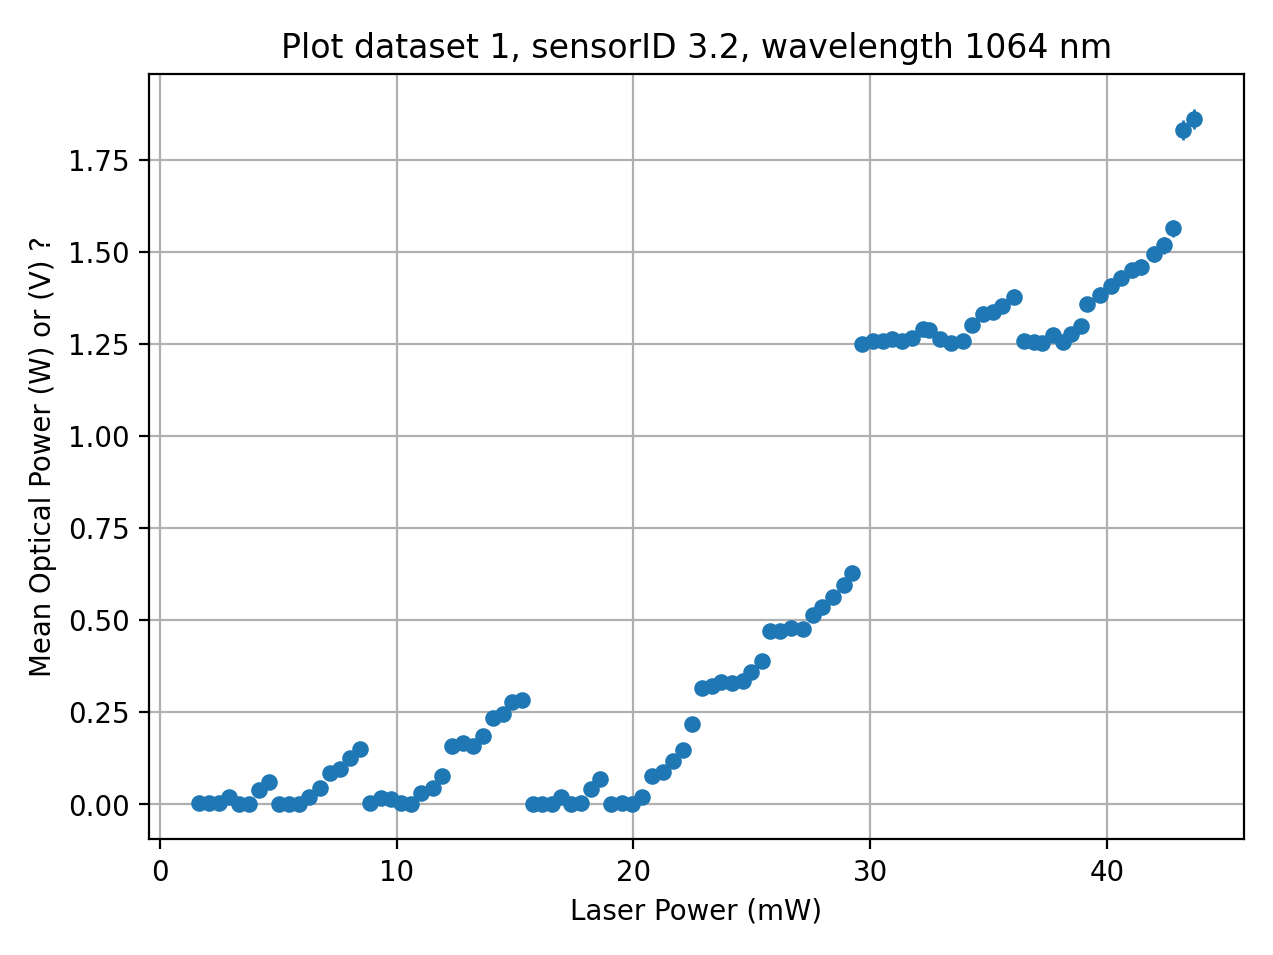 Plot dataset 1, sensorID 3.2, wavelength 1064 nm
Mean Optical Power (W) or (V) ?
1.75
1.50
1.25
1.00
0.75
0.50
0.25
0.00
0 10 20 30 40
Laser Power (mW)